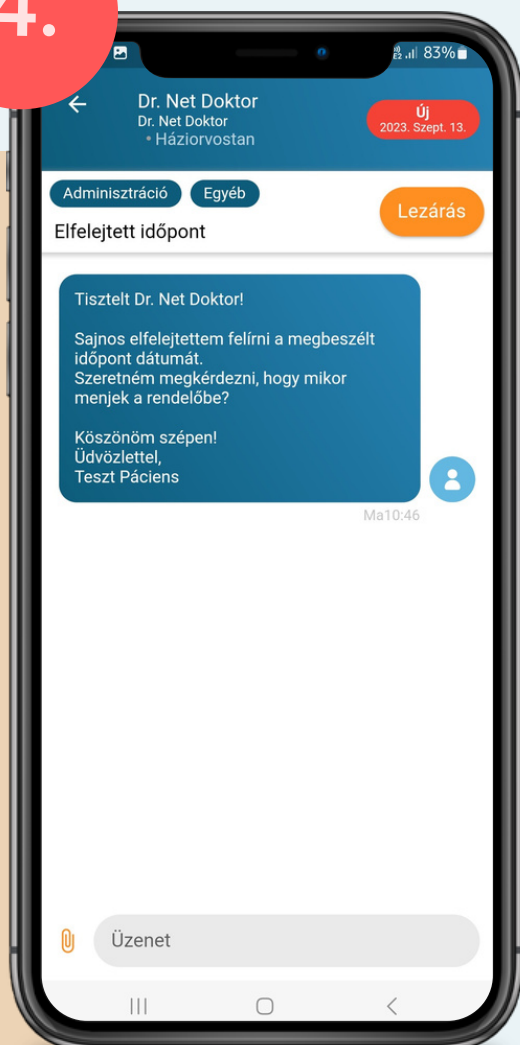 4.
83%
Dr. Net Doktor
Dr. Net Doktor
• Háziorvostan
Új
2023. Szept. 13.
Adminisztráció
Egyéb
Lezárás
Elfelejtett időpont
Tisztelt Dr. Net Doktor!
Sajnos elfelejtettem felírni a megbeszélt
időpont dátumát.
Szeretném megkérdezni, hogy mikor
menjek a rendelőbe?
Köszönöm szépen!
Üdvözlettel,
Teszt Páciens
Ma10:46
Üzenet